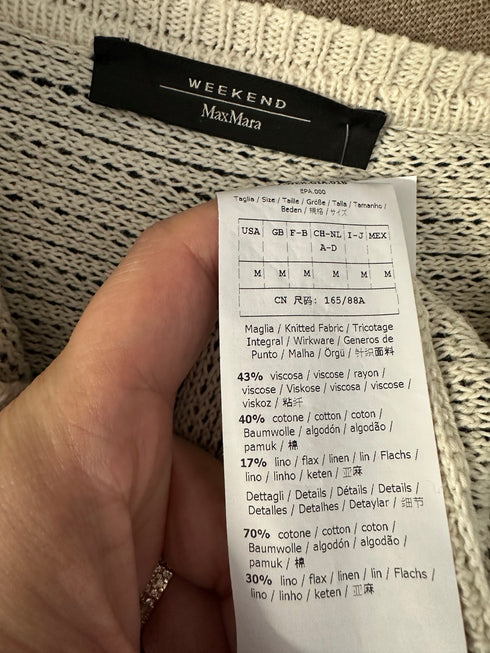 WEEKEND
MaxMara
EPA.000
Taglia / Size / Taille / Größe / Talla / Tamanho /
Beden / 规格 / サイズ
USA GB F-B CH-NL I-J MEX
A-D
M M M M M M
CN 尺码: 165/88A
Maglia / Knitted Fabric / Tricotage
Integral / Wirkware / Generos de
Punto / Malha / Örgü / 针织面料
43% viscosa / viscose / rayon /
viscose / Viskose / viscosa / viscose /
viskoz / 粘纤
40% cotone / cotton / coton /
Baumwolle / algodón / algodão /
pamuk / 棉
17% lino / flax / linen / lin / Flachs /
lino / linho / keten / 亚麻
Dettagli / Details / Détails / Details /
Detalles / Detalhes / Detaylar / 细节
70% cotone / cotton / coton /
Baumwolle / algodón / algodão /
pamuk / 棉
30% lino / flax / linen / lin / Flachs /
lino / linho / keten / 亚麻